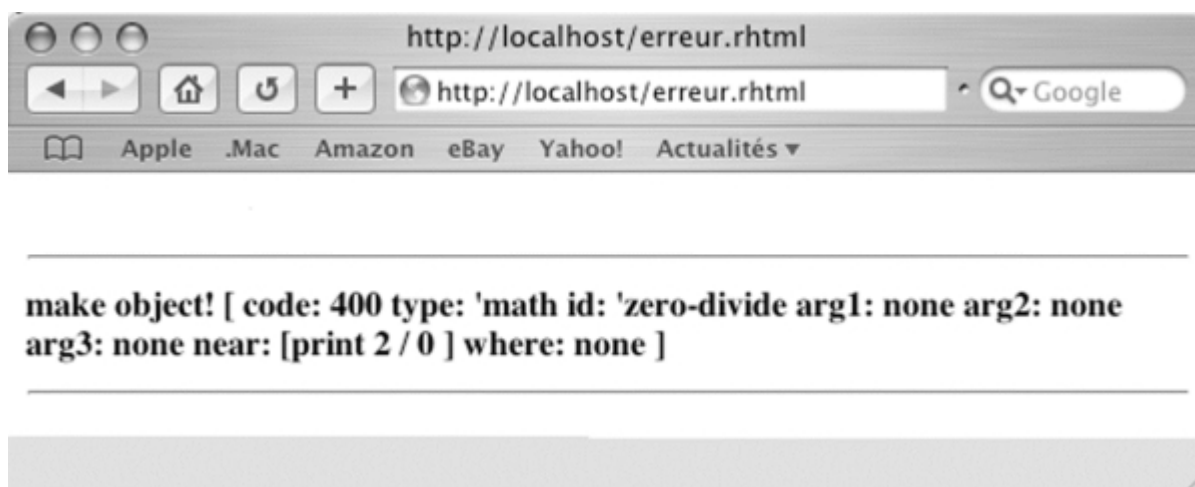 http://localhost/erreur.rhtml
http://localhost/erreur.rhtml Google
Apple .Mac Amazon eBay Yahoo! Actualités
make object! [ code: 400 type: 'math id: 'zero-divide arg1: none arg2: none
arg3: none near: [print 2 / 0 ] where: none ]